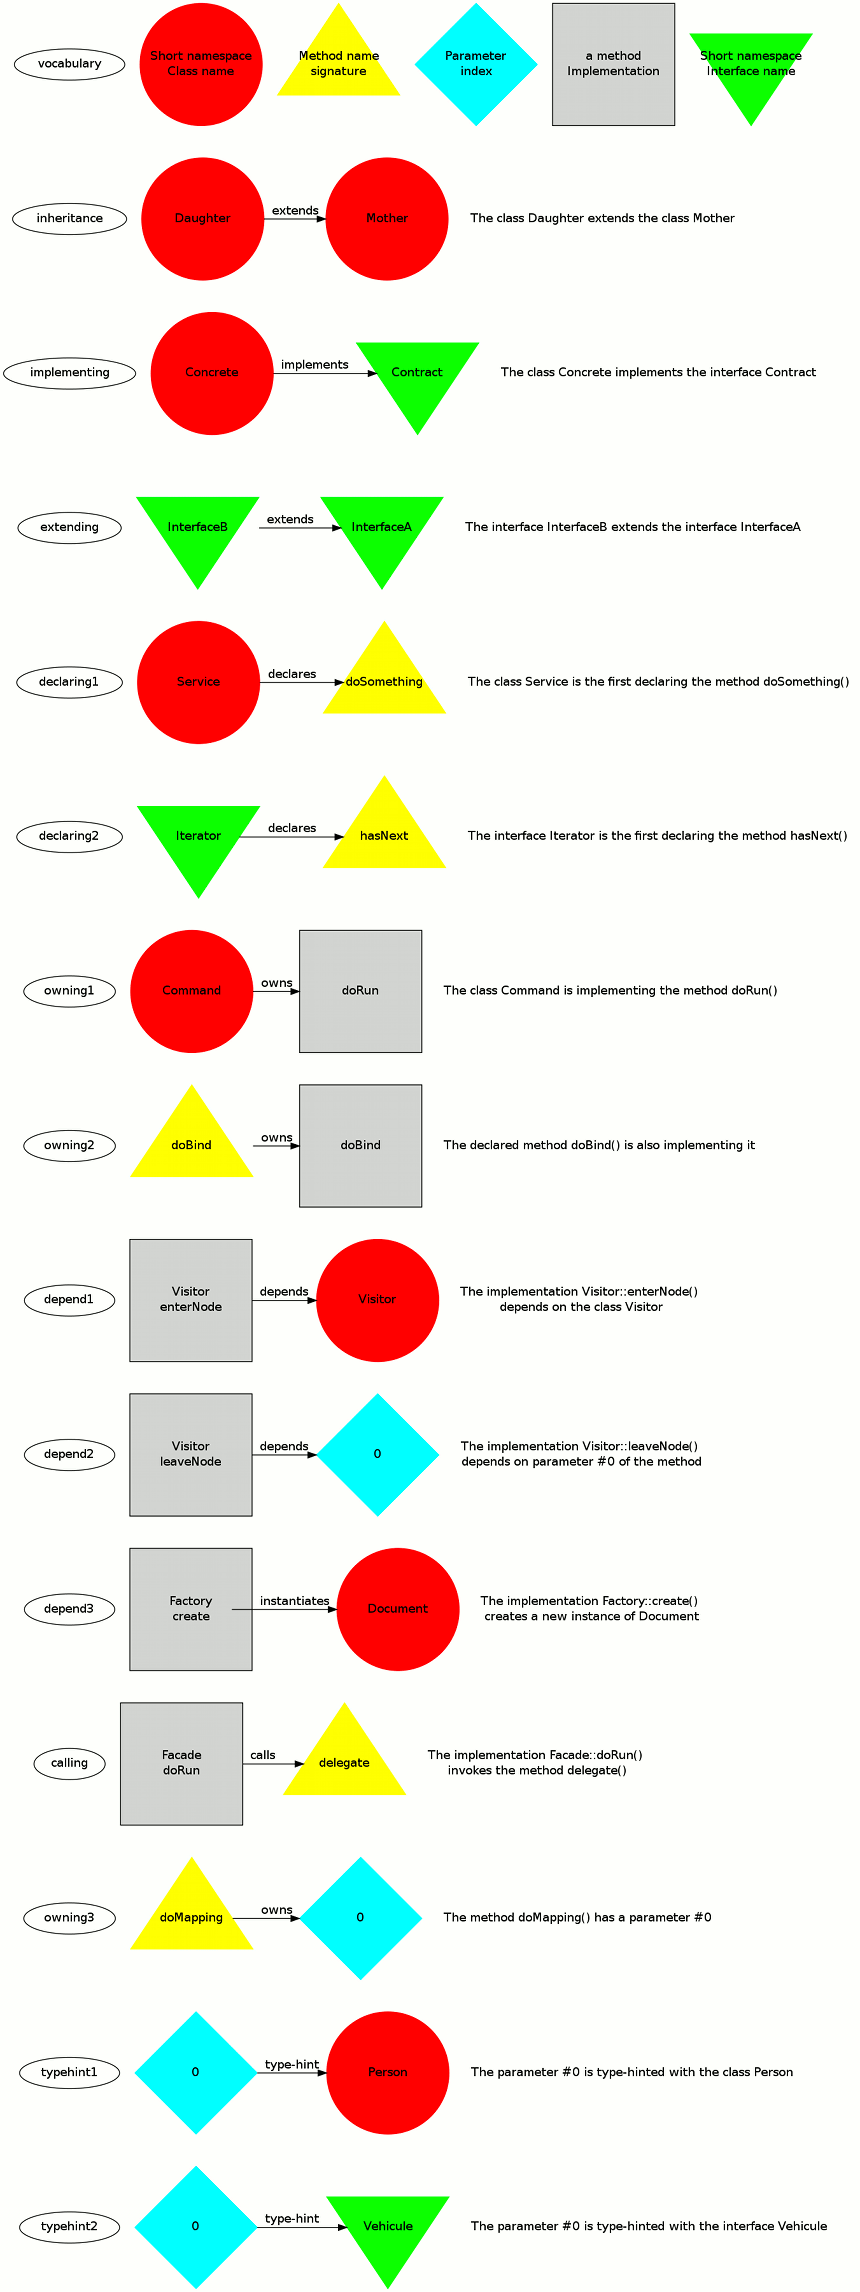 vocabulary
Short namespace
Class name
Method name
signature
Parameter
index
a method
Implementation
Short namespace
Interface name
inheritance
Daughter
extends
Mother
The class Daughter extends the class Mother
implementing
Concrete
implements
Contract
The class Concrete implements the interface Contract
extending
InterfaceB
extends
InterfaceA
The interface InterfaceB extends the interface InterfaceA
declaring1
Service
declares
doSomething
The class Service is the first declaring the method doSomething()
declaring2
Iterator
declares
hasNext
The interface Iterator is the first declaring the method hasNext()
owning1
Command
owns
doRun
The class Command is implementing the method doRun()
owning2
doBind
owns
doBind
The declared method doBind() is also implementing it
depend1
Visitor
enterNode
depends
Visitor
The implementation Visitor::enterNode()
depends on the class Visitor
depend2
Visitor
leaveNode
depends
0
The implementation Visitor::leaveNode()
depends on parameter #0 of the method
depend3
Factory
create
instantiates
Document
The implementation Factory::create()
creates a new instance of Document
calling
Facade
doRun
calls
delegate
The implementation Facade::doRun()
invokes the method delegate()
owning3
doMapping
owns
0
The method doMapping() has a parameter #0
typehint1
0
type-hint
Person
The parameter #0 is type-hinted with the class Person
typehint2
0
type-hint
Vehicule
The parameter #0 is type-hinted with the interface Vehicule